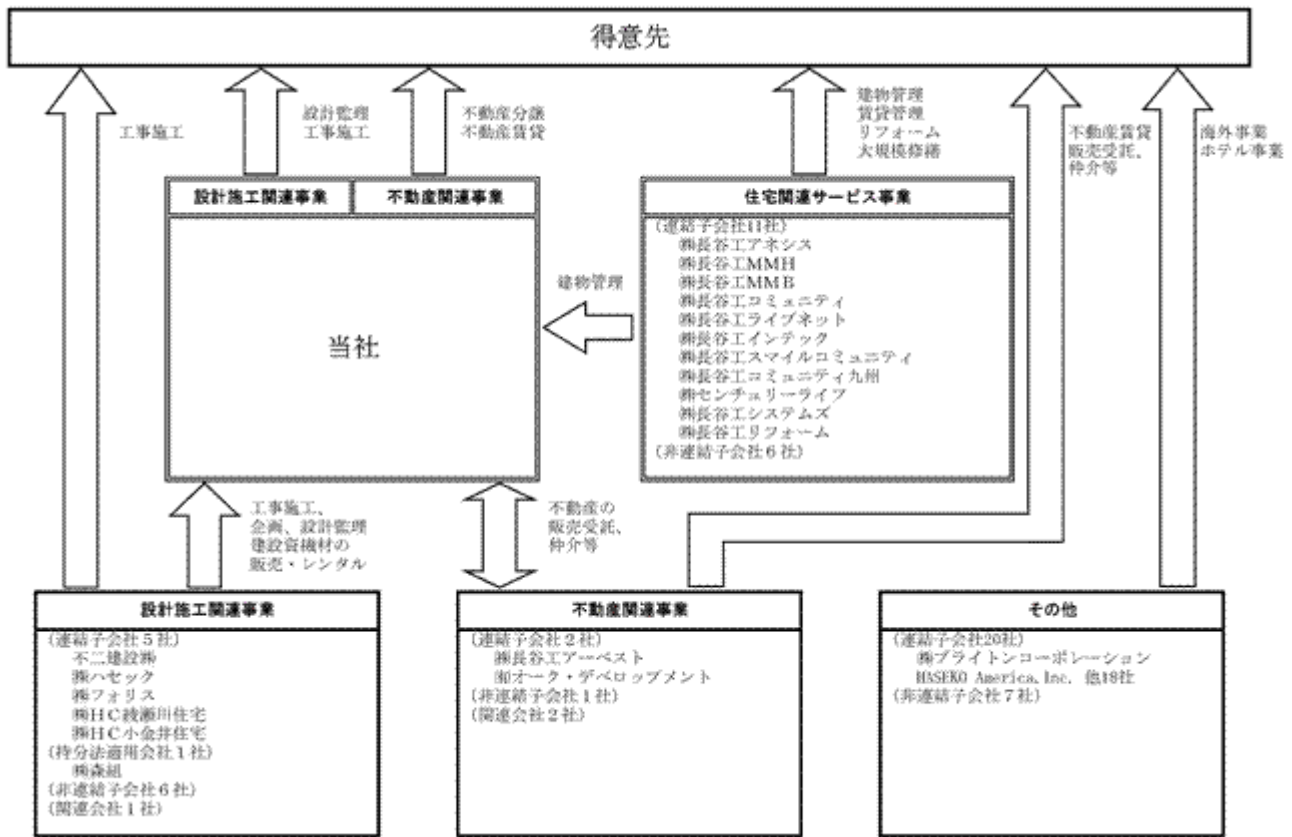 得意先
工事施工
設計監理
工事施工
不動産分譲
不動産賃貸
建物管理
賃貸管理
リフォーム
大規模修繕
不動産賃貸
販売受託、
仲介等
海外事業
ホテル事業
設計施工関連事業
不動産関連事業
当社
建物管理
住宅関連サービス事業
(連結子会社11社)
㈱長谷工アネシス
㈱長谷工MMH
㈱長谷工MMB
㈱長谷工コミュニティ
㈱長谷工ライブネット
㈱長谷工インテック
㈱長谷工スマイルコミュニティ
㈱長谷工コミュニティ九州
㈱センチュリーライフ
㈱長谷工システムズ
㈱長谷工リフォーム
(非連結子会社6社)
工事施工、
企画、設計監理
建設資機材の
販売・レンタル
不動産の
販売受託、
仲介等
設計施工関連事業
(連結子会社5社)
不二建設㈱
㈱ハセック
㈱フォリス
㈱HC綾瀬川住宅
㈱HC小金井住宅
(持分法適用会社1社)
㈱森組
(非連結子会社6社)
(関連会社1社)
不動産関連事業
(連結子会社2社)
㈱長谷工アーベスト
㈲オーク・デベロップメント
(非連結子会社1社)
(関連会社2社)
その他
(連結子会社20社)
㈱ブライトンコーポレーション
HASEKO America,Inc. 他18社
(非連結子会社7社)